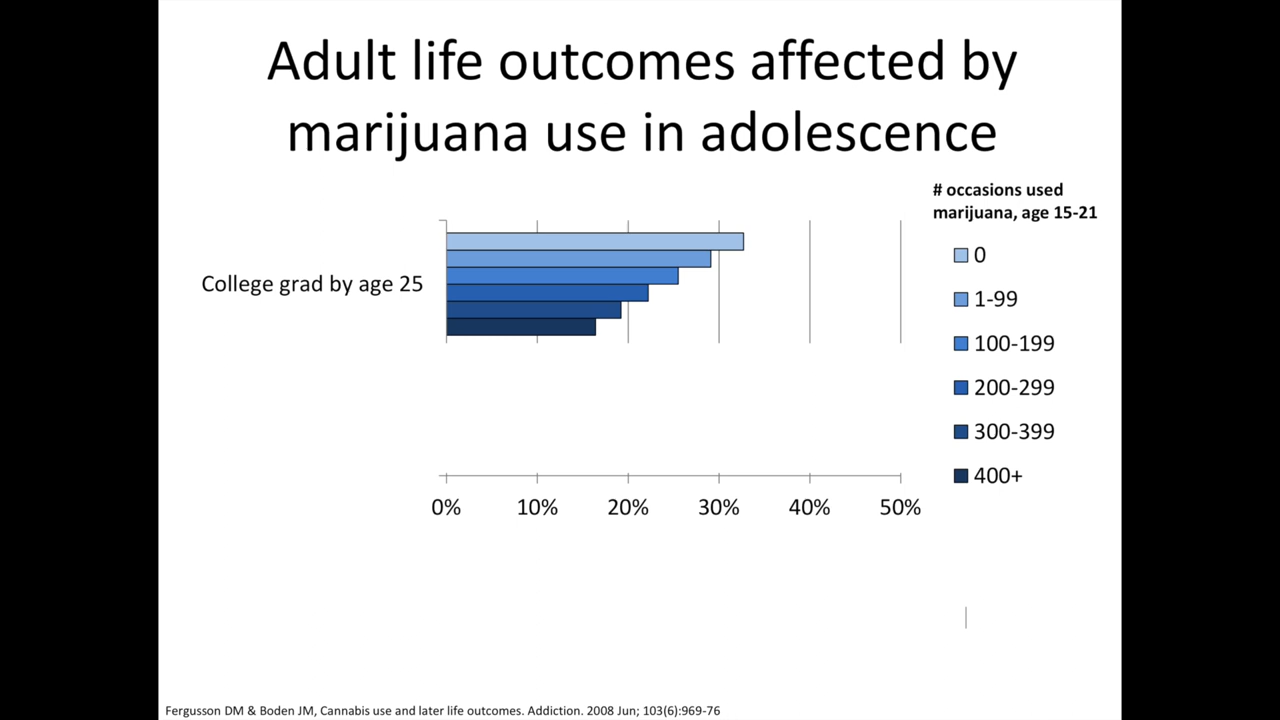 Adult life outcomes affected by
marijuana use in adolescence
# occasions used
marijuana, age 15-21
College grad by age 25
0
1-99
100-199
200-299
300-399
400+
0% 10% 20% 30% 40% 50%
Fergusson DM & Boden JM, Cannabis use and later life outcomes. Addiction. 2008 Jun; 103(6):969-76